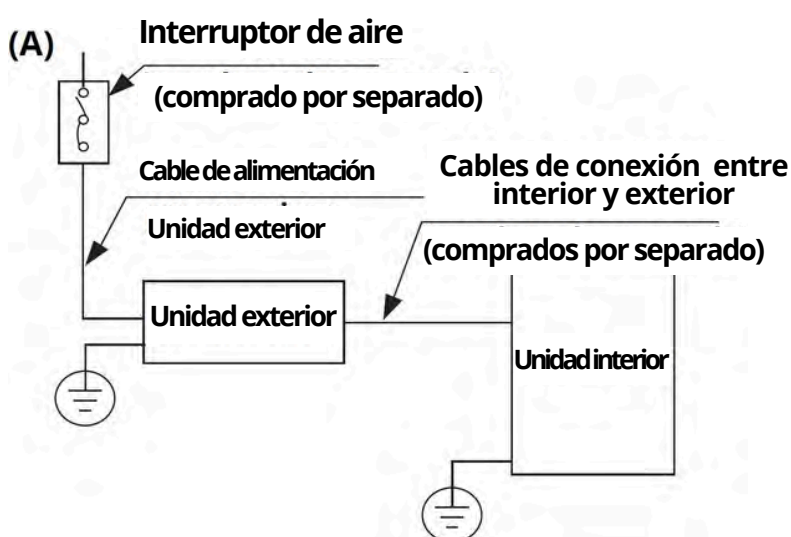 (A)
Interruptor de aire
(comprado por separado)
Cable de alimentación
Unidad exterior
Cables de conexión entre
interior y exterior
(comprados por separado)
Unidad exterior
Unidad interior